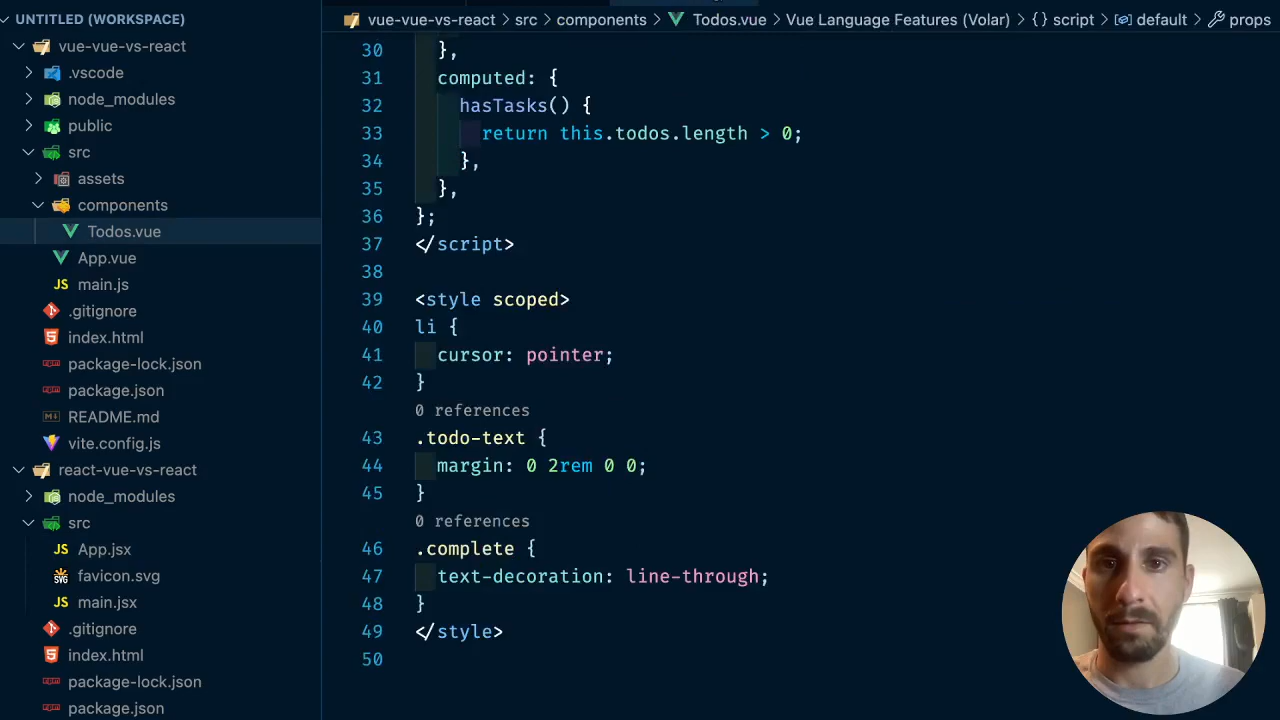 UNTITLED (WORKSPACE)
vue-vue-vs-react
.vscode
node_modules
public
src
assets
components
Todos.vue
App.vue
JS main.js
.gitignore
index.html
package-lock.json
package.json
README.md
vite.config.js
react-vue-vs-react
node_modules
src
JS App.jsx
favicon.svg
JS main.jsx
.gitignore
index.html
package-lock.json
package.json
vue-vue-vs-react > src > components > Todos.vue > Vue Language Features (Volar) > {} script > default > props
30 },
31 computed: {
32 hasTasks() {
33 return this.todos.length > 0;
34 },
35 },
36 };
37 </script>
38
39 <style scoped>
40 li {
41 cursor: pointer;
42 }
0 references
43 .todo-text {
44 margin: 0 2rem 0 0;
45 }
0 references
46 .complete {
47 text-decoration: line-through;
48 }
49 </style>
50